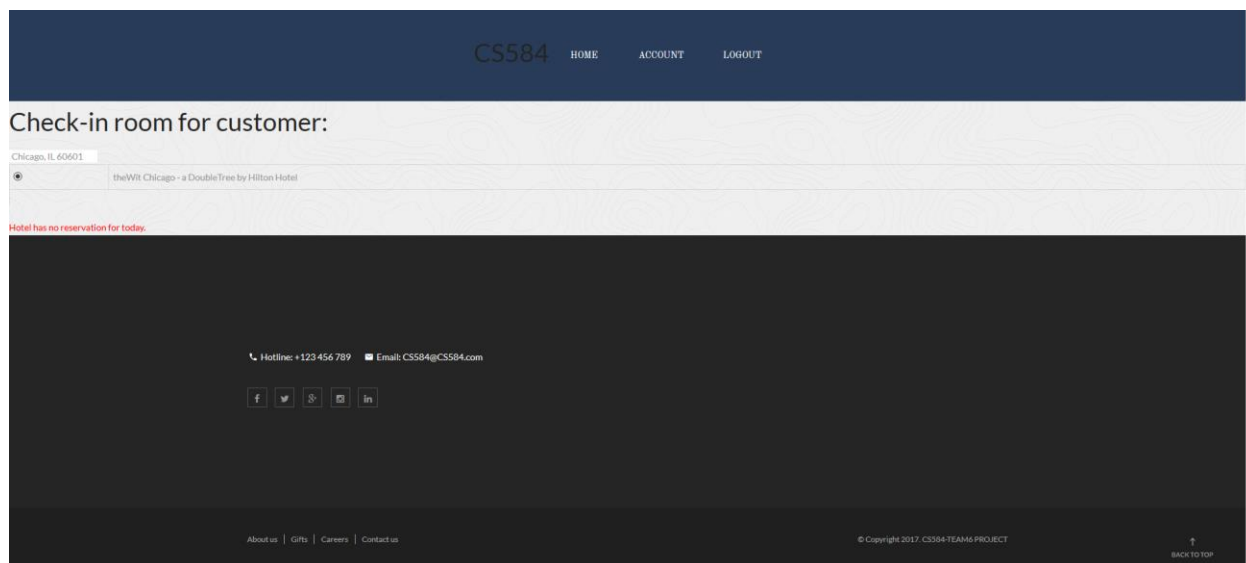 CS584 HOME ACCOUNT LOGOUT
Check-in room for customer:
Chicago, IL 60601
theWit Chicago - a DoubleTree by Hilton Hotel
Hotel has no reservation for today.
Hotline: +123 456 789 Email: CS584@CS584.com
About us | Gifts | Careers | Contact us
© Copyright 2017. CS584-TEAM6 PROJECT
BACK TO TOP